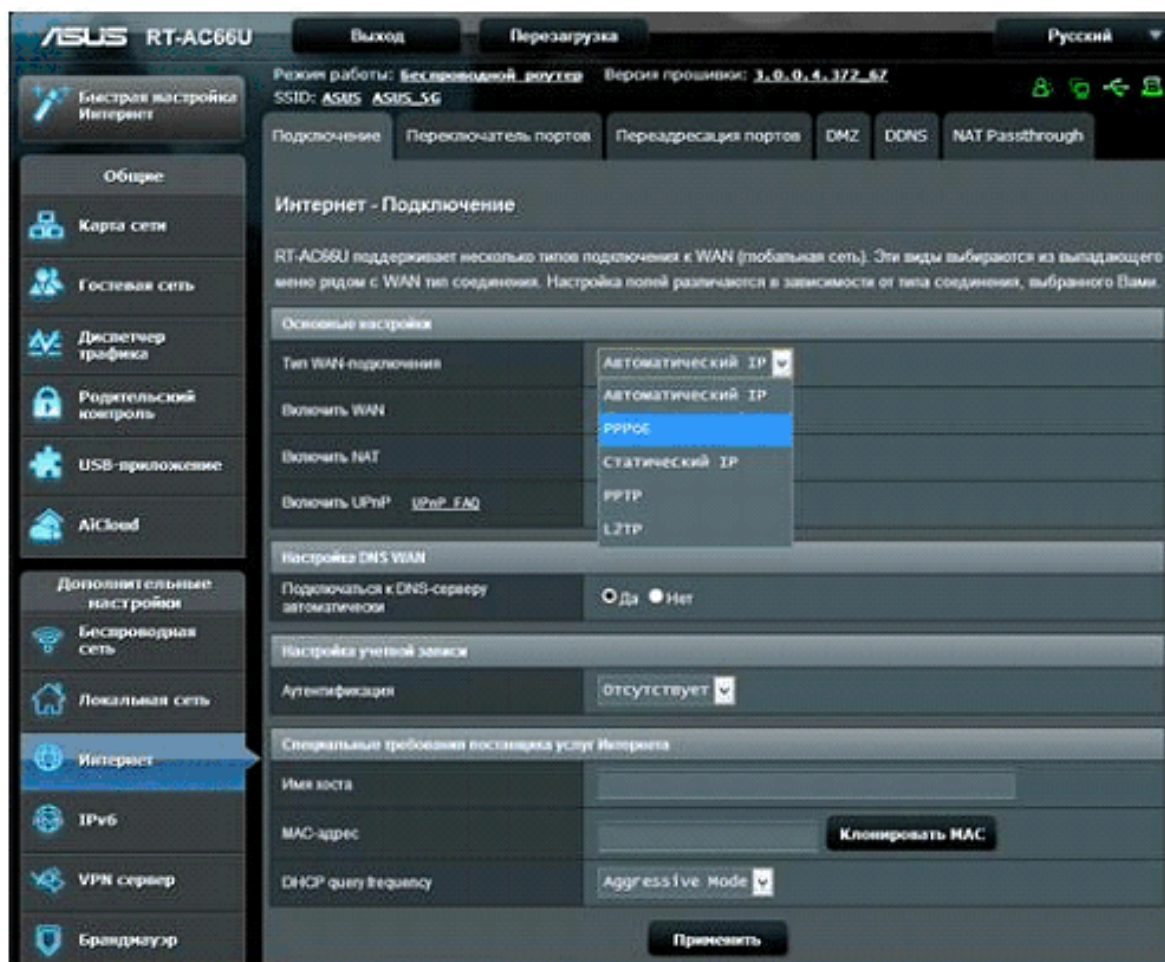 ASUS RT-AC66U
Выход
Перезагрузка
Русский
Быстрая настройка
Интернет
Режим работы: Беспроводной роутер Версия прошивки: 3.0.0.4.372_67
SSID: ASUS ASUS_5G
Подключение
Переключатель портов
Переадресация портов
DMZ
DDNS
NAT Passthrough
Общие
Карта сети
Гостевая сеть
Диспетчер
трафика
Родительский
контроль
USB-приложение
AiCloud
Дополнительные
настройки
Беспроводная
сеть
Локальная сеть
Интернет
IPv6
VPN сервер
Брандмауэр
Интернет - Подключение
RT-AC66U поддерживает несколько типов подключения к WAN (глобальная сеть). Эти виды выбираются из выпадающего
меню рядом с WAN тип соединения. Настройка полей различаются в зависимости от типа соединения, выбранного Вами.
Основные настройки
Тип WAN-подключения
Автоматический IP
Автоматический IP
PPPoE
Статический IP
PPTP
L2TP
Включить WAN
Включить NAT
Включить UPnP UPnP FAQ
Настройка DNS WAN
Подключаться к DNS-серверу
автоматически
Да Нет
Настройка учетной записи
Аутентификация
Отсутствует
Специальные требования поставщика услуг Интернета
Имя хоста
MAC-адрес
Клонировать MAC
DHCP query frequency
Aggressive Mode
Применить